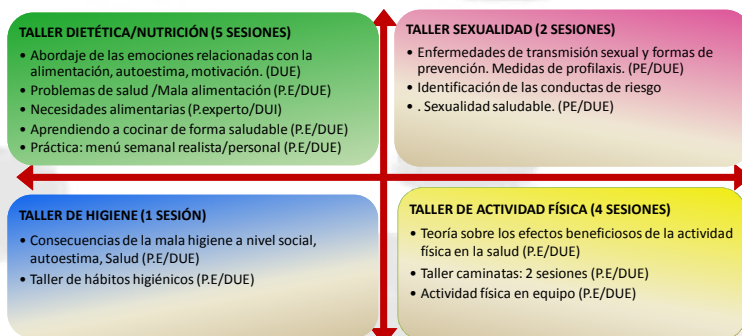 TALLER DIETÉTICA/NUTRICIÓN (5 SESIONES)
• Abordaje de las emociones relacionadas con la
alimentación, autoestima, motivación. (DUE)
• Problemas de salud /Mala alimentación (P.E/DUE)
• Necesidades alimentarias (P.experto/DUI)
• Aprendiendo a cocinar de forma saludable (P.E/DUE)
• Práctica: menú semanal realista/personal (P.E/DUE)
TALLER SEXUALIDAD (2 SESIONES)
• Enfermedades de transmisión sexual y formas de
prevención. Medidas de profilaxis. (PE/DUE)
• Identificación de las conductas de riesgo
• . Sexualidad saludable. (PE/DUE)
TALLER DE HIGIENE (1 SESIÓN)
• Consecuencias de la mala higiene a nivel social,
autoestima, Salud (P.E/DUE)
• Taller de hábitos higiénicos (P.E/DUE)
TALLER DE ACTIVIDAD FÍSICA (4 SESIONES)
• Teoría sobre los efectos beneficiosos de la actividad
física en la salud (P.E/DUE)
• Taller caminatas: 2 sesiones (P.E/DUE)
• Actividad física en equipo (P.E/DUE)